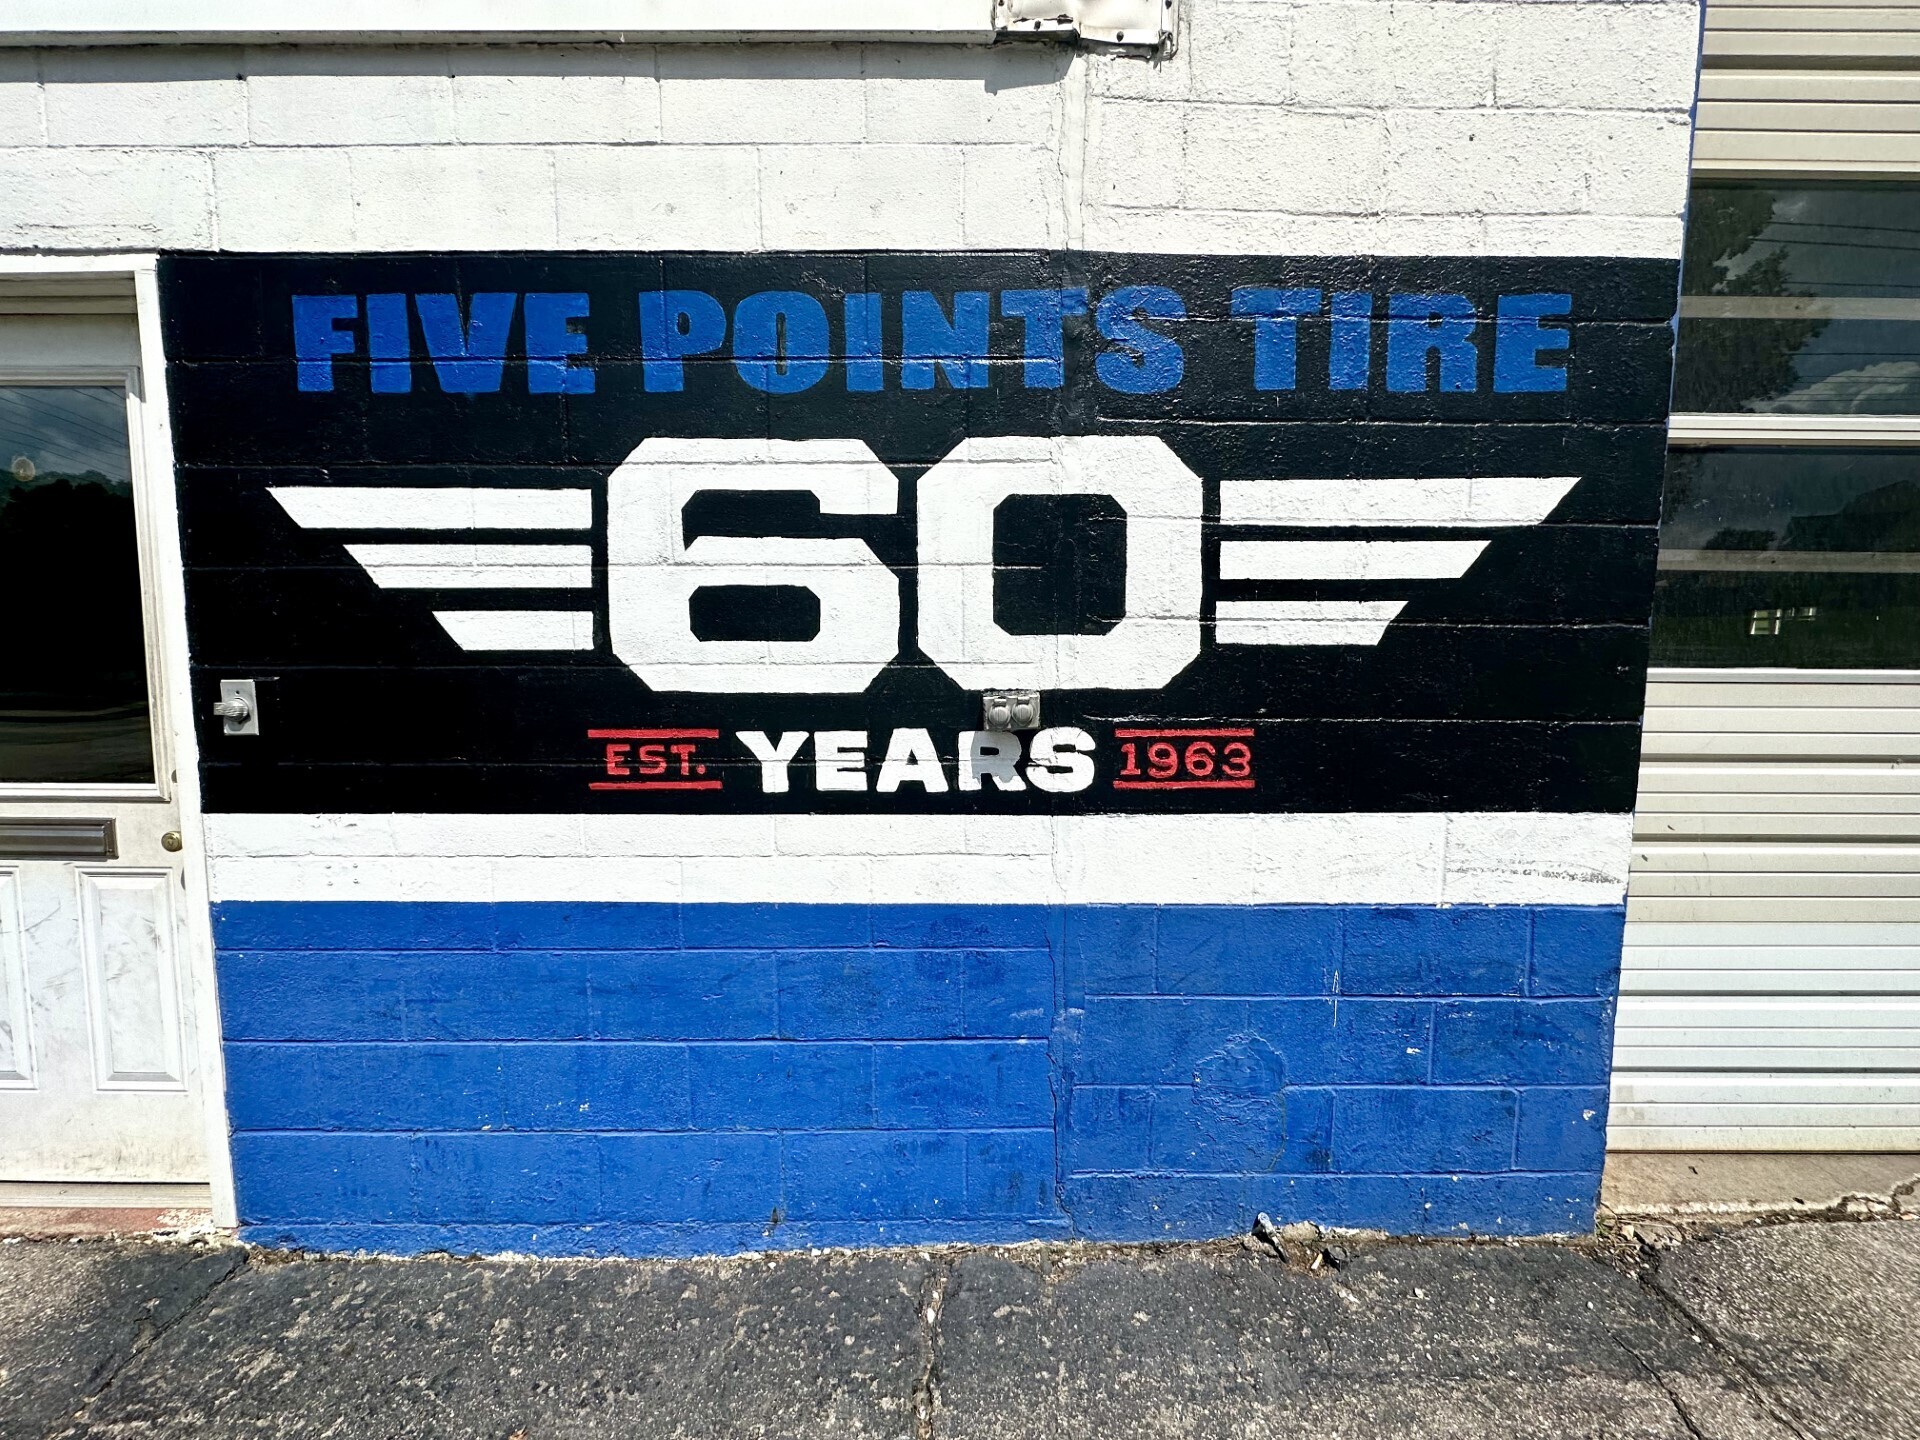 FIVE POINTS TIRE
60
EST. YEARS 1963